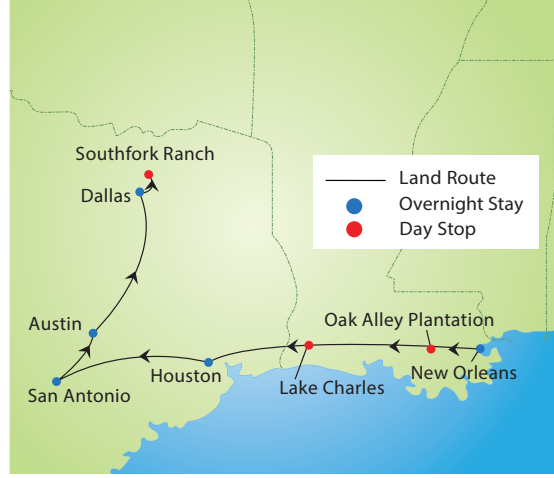 Southfork Ranch
Dallas
Land Route
Overnight Stay
Day Stop
Austin
Oak Alley Plantation
San Antonio
Houston
Lake Charles
New Orleans